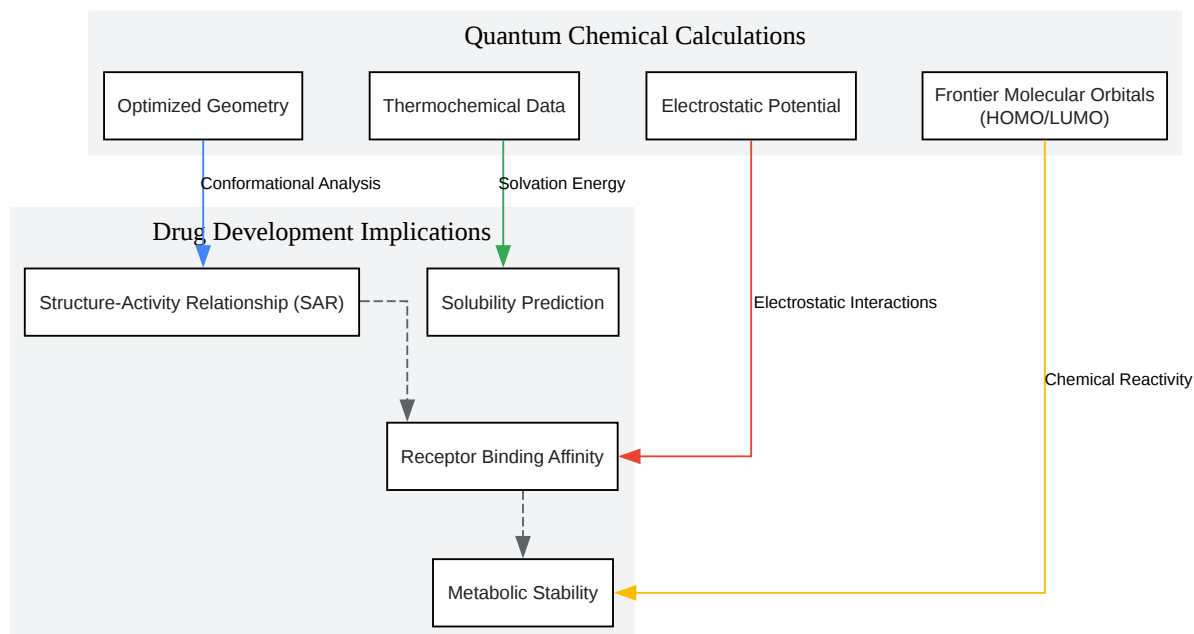 Quantum Chemical Calculations
Optimized Geometry
Thermochemical Data
Electrostatic Potential
Frontier Molecular Orbitals
(HOMO/LUMO)
Conformational Analysis
Solvation Energy
Drug Development Implications
Structure-Activity Relationship (SAR)
Solubility Prediction
Electrostatic Interactions
Chemical Reactivity
Receptor Binding Affinity
Metabolic Stability